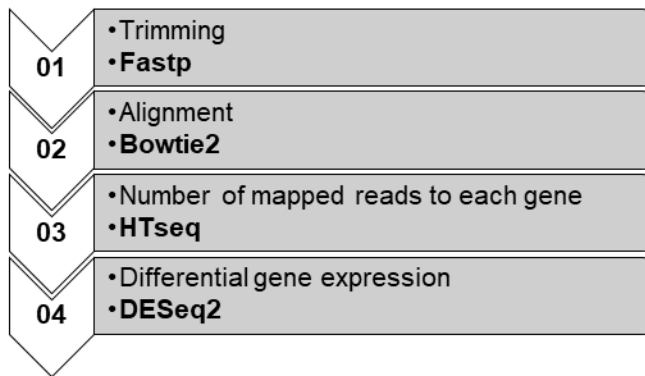 01
•Trimming
•Fastp
02
•Alignment
•Bowtie2
03
•Number of mapped reads to each gene
•HTseq
04
•Differential gene expression
•DESeq2